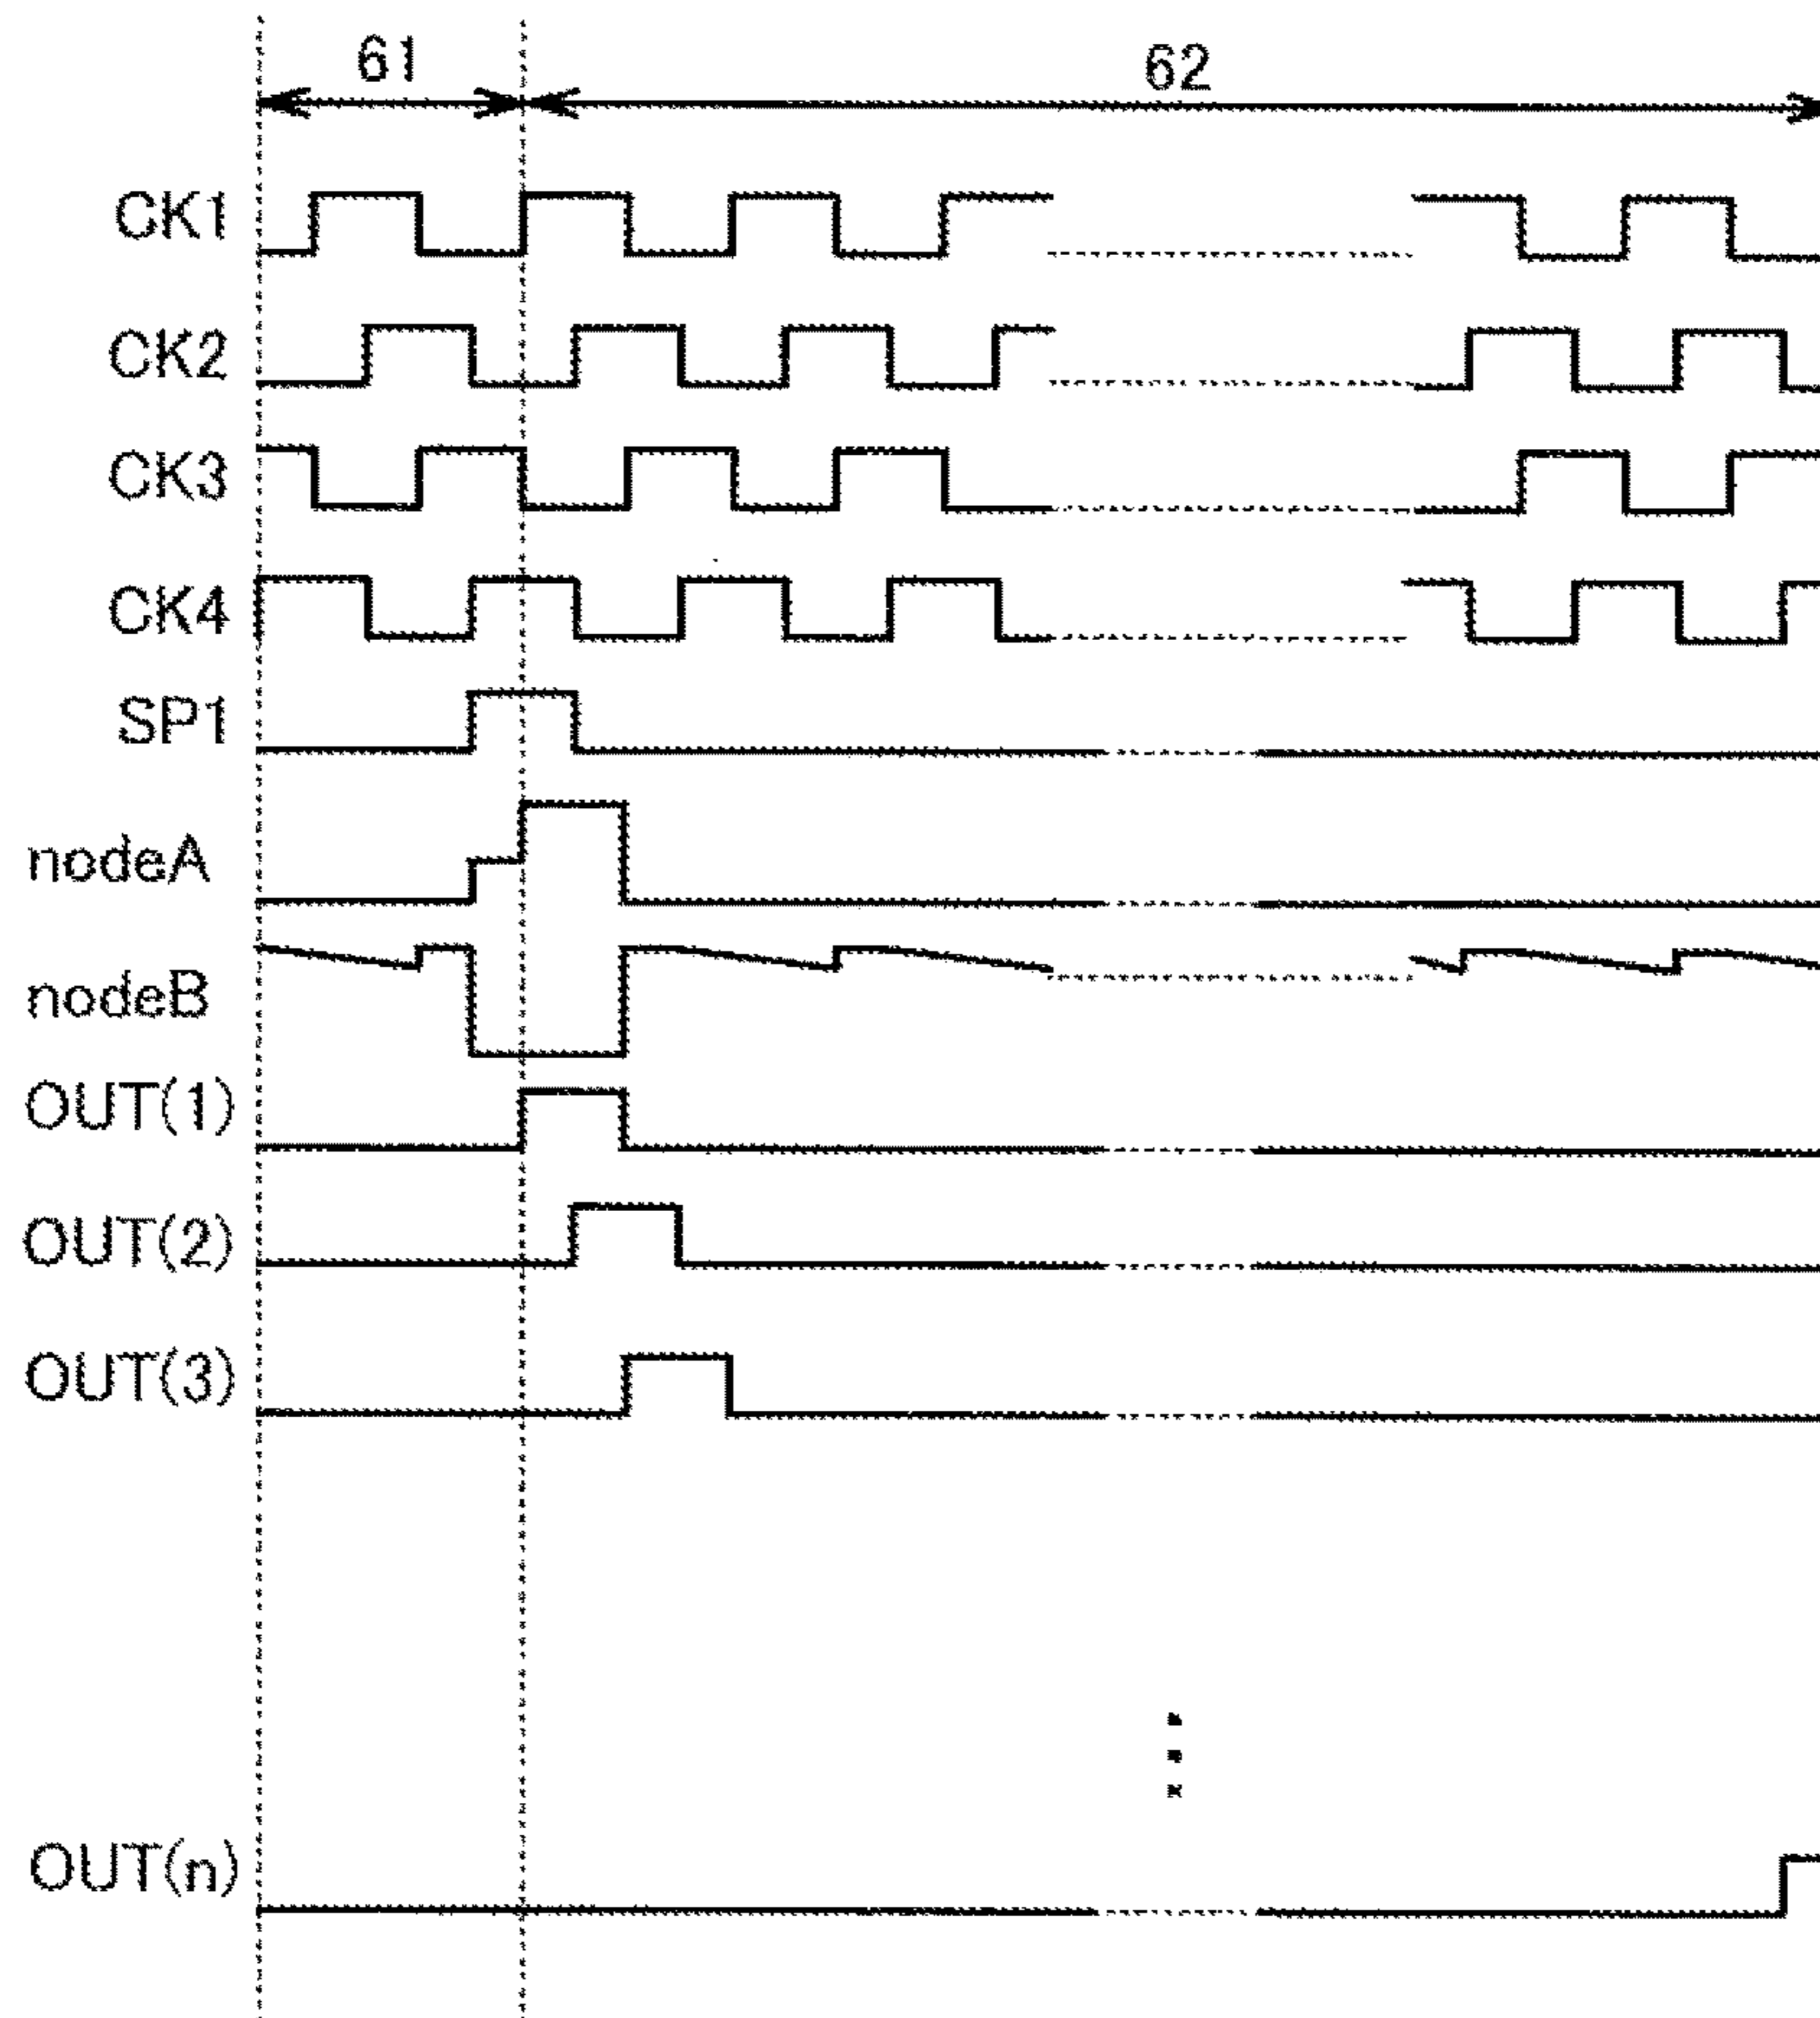 61 62
CK1
CK2
CK3
CK4
SP1
nodeA
nodeB
OUT(1)
OUT(2)
OUT(3)
OUT(n)